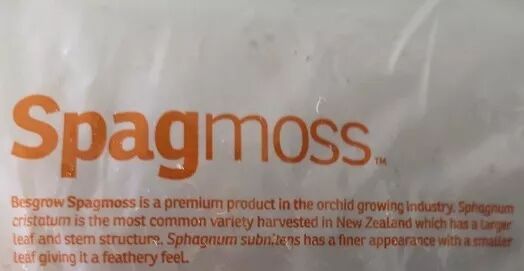 Spagmoss™
Besgrow Spagmoss is a premium product in the orchid growing industry. Sphagnum
cristatum is the most common variety harvested in New Zealand which has a larger
leaf and stem structure. Sphagnum subnitens has a finer appearance with a smaller
leaf giving it a feathery feel.